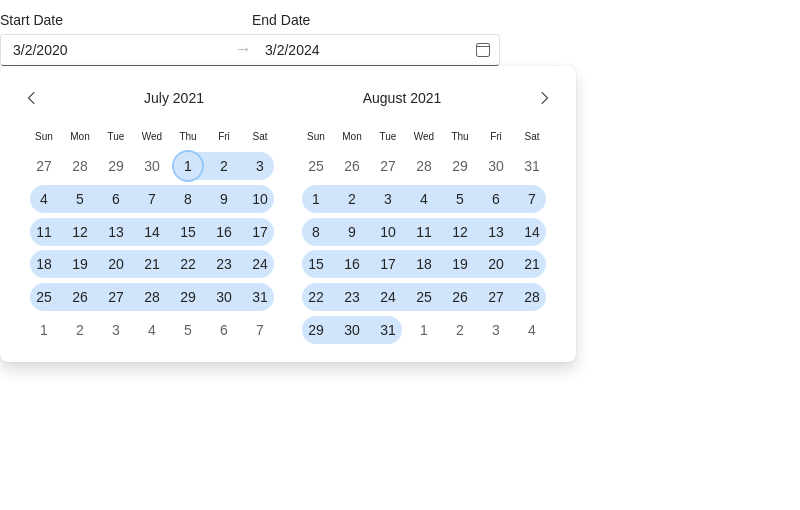 Start Date End Date
3/2/2020 → 3/2/2024
July 2021 August 2021
Sun Mon Tue Wed Thu Fri Sat Sun Mon Tue Wed Thu Fri Sat
27 28 29 30 1 2 3 25 26 27 28 29 30 31
4 5 6 7 8 9 10 1 2 3 4 5 6 7
11 12 13 14 15 16 17 8 9 10 11 12 13 14
18 19 20 21 22 23 24 15 16 17 18 19 20 21
25 26 27 28 29 30 31 22 23 24 25 26 27 28
1 2 3 4 5 6 7 29 30 31 1 2 3 4